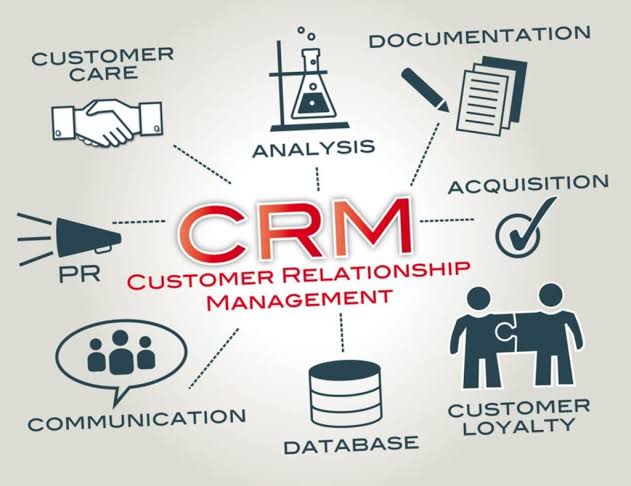 CUSTOMER
CARE
ANALYSIS
DOCUMENTATION
ACQUISITION
CRM
CUSTOMER RELATIONSHIP
MANAGEMENT
PR
COMMUNICATION
DATABASE
CUSTOMER
LOYALTY